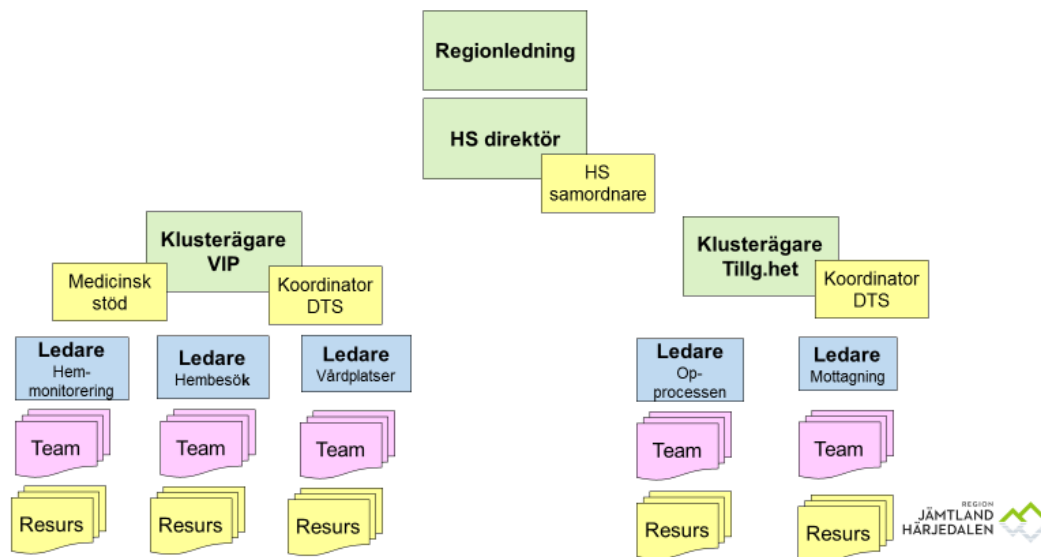 Regionledning
HS direktör
HS
samordnare
Klusterägare
VIP
Medicinsk
stöd
Koordinator
DTS
Klusterägare
Tillg.het
Koordinator
DTS
Ledare
Hem-
monitorering
Ledare
Hembesök
Ledare
Vårdplatser
Ledare
Op-
processen
Ledare
Mottagning
Team
Team
Team
Team
Team
Resurs
Resurs
Resurs
Resurs
Resurs
REGION
JÄMTLAND
HÄRJEDALEN